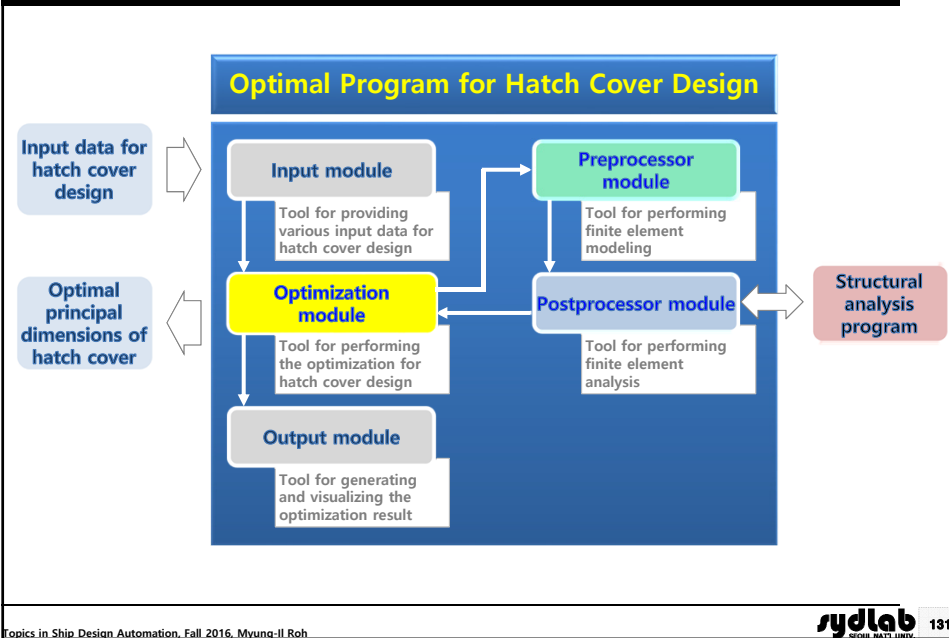 Optimal Program for Hatch Cover Design
Input data for
hatch cover
design
Input module
Tool for providing
various input data for
hatch cover design
Preprocessor
module
Tool for performing
finite element
modeling
Optimal
principal
dimensions of
hatch cover
Optimization
module
Tool for performing
the optimization for
hatch cover design
Postprocessor module
Tool for performing
finite element
analysis
Structural
analysis
program
Output module
Tool for generating
and visualizing the
optimization result
Topics in Ship Design Automation, Fall 2016, Myung-Il Roh
sydlab
SEOUL NAT'L UNIV.
131